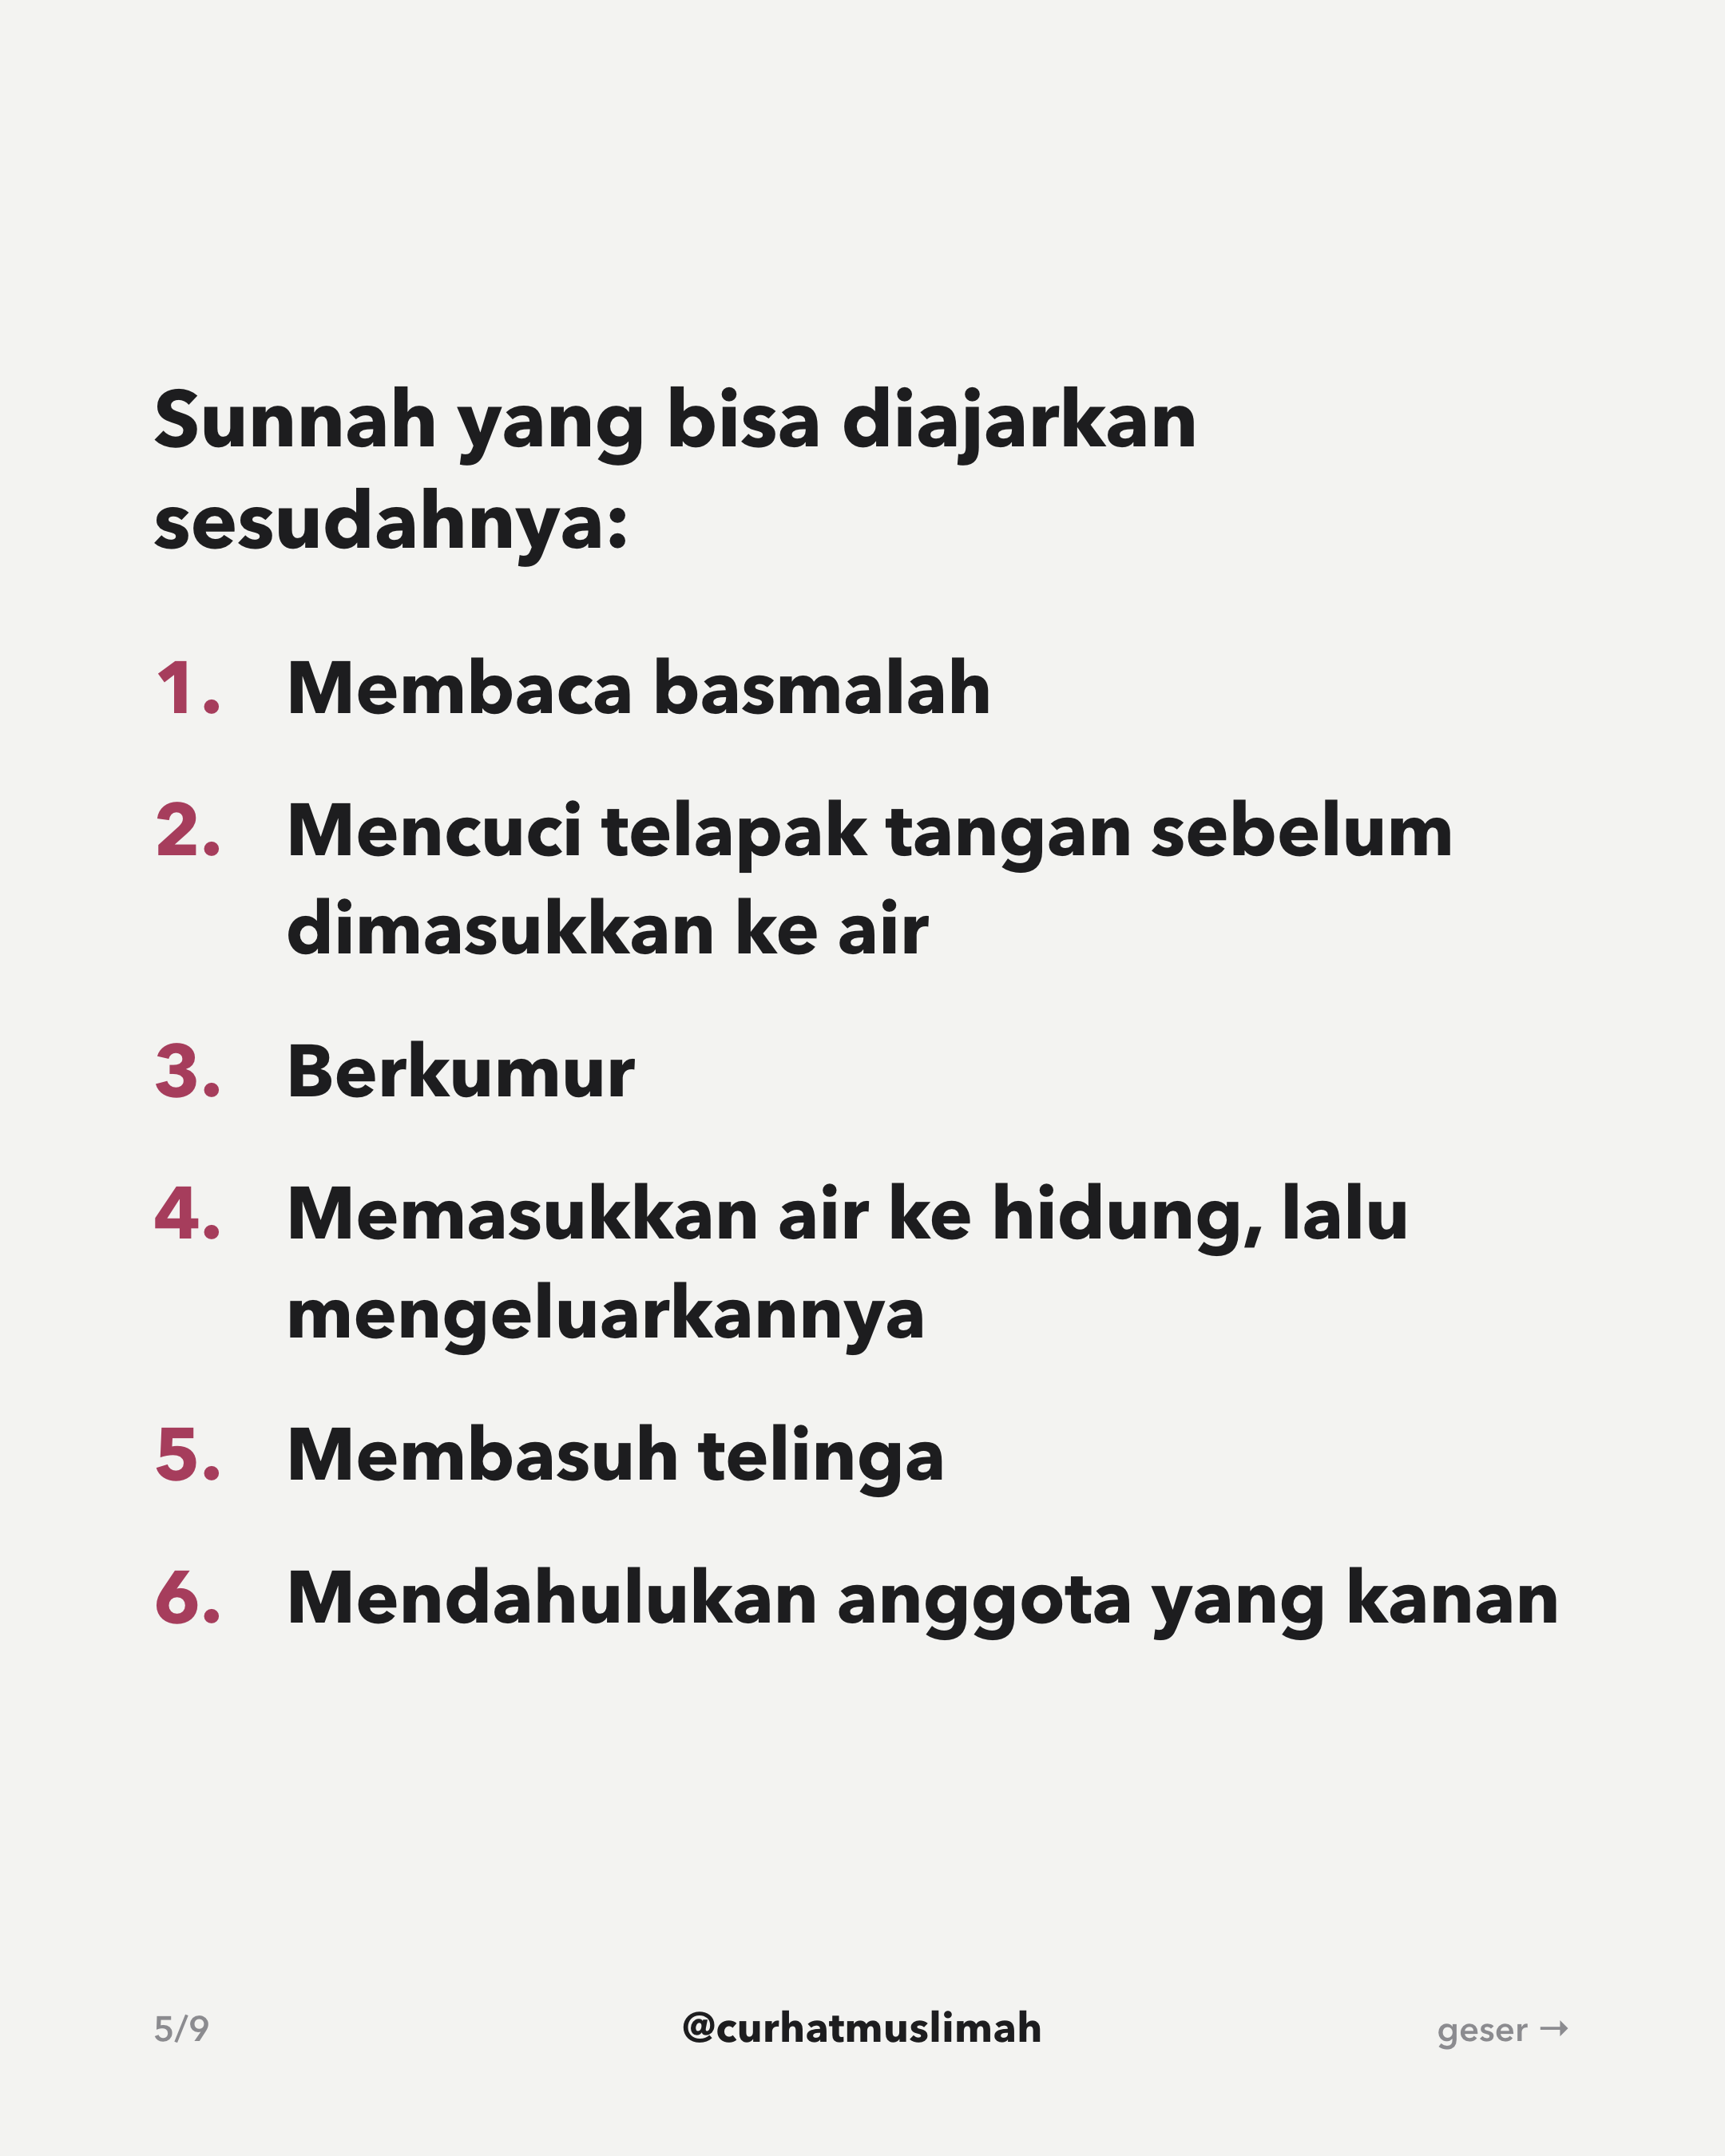 Sunnah yang bisa diajarkan
sesudahnya:
1. Membaca basmalah
2. Mencuci telapak tangan sebelum
dimasukkan ke air
3. Berkumur
4. Memasukkan air ke hidung, lalu
mengeluarkannya
5. Membasuh telinga
6. Mendahulukan anggota yang kanan
5/9 @curhatmuslimah geser →